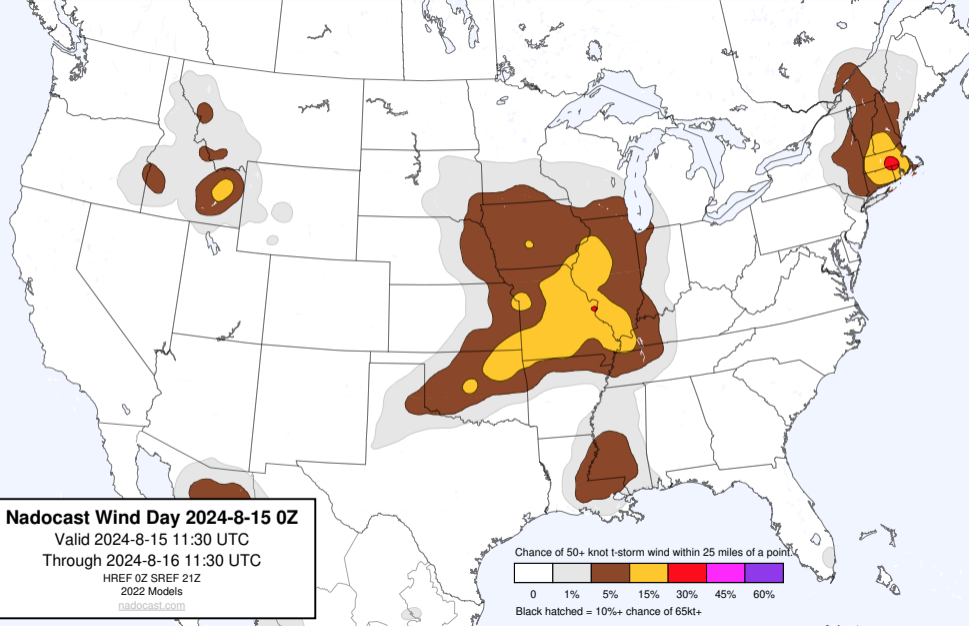 Nadocast Wind Day 2024-8-15 0Z
Valid 2024-8-15 11:30 UTC
Through 2024-8-16 11:30 UTC
HREF 0Z SREF 21Z
2022 Models
nadocast.com
Chance of 50+ knot t-storm wind within 25 miles of a point.
0 1% 5% 15% 30% 45% 60%
Black hatched = 10%+ chance of 65kt+